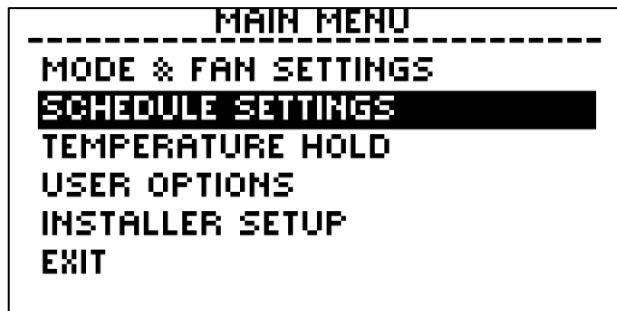 MAIN MENU
MODE & FAN SETTINGS
SCHEDULE SETTINGS
TEMPERATURE HOLD
USER OPTIONS
INSTALLER SETUP
EXIT